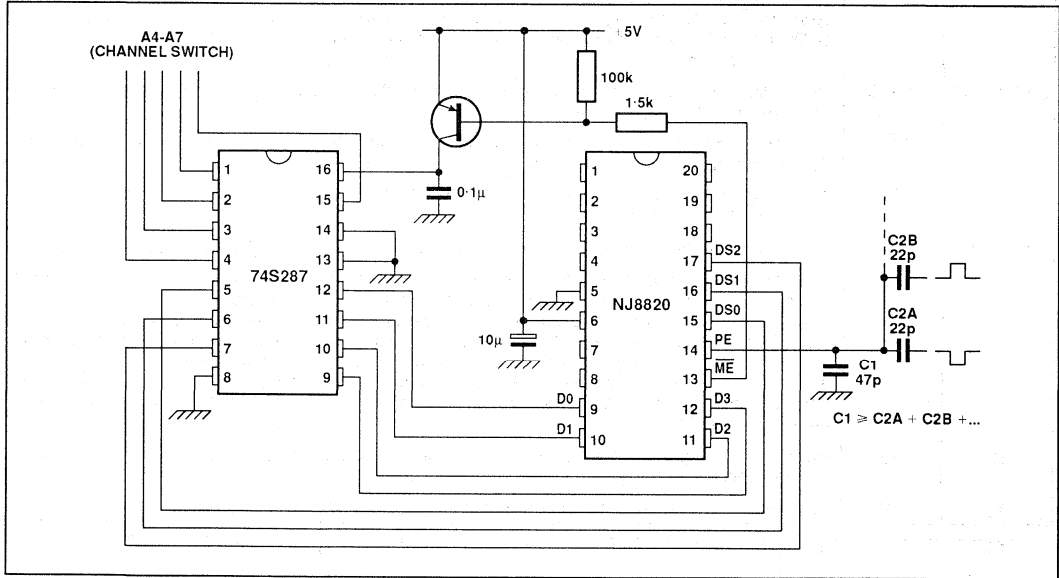 A4-A7
(CHANNEL SWITCH)
5V
100k
1·5k
0·1µ
1
2
3
4
5
6
7
8
16
15
14
13
12
11
10
9
74S287
10µ
1
2
3
4
5
6
7
8
9
10
20
19
18
17
16
15
14
13
12
11
NJ8820
D0
D1
DS2
DS1
DS0
PE
ME
D3
D2
C2B
22p
C2A
22p
C1
47p
C1 ⩾ C2A + C2B +...